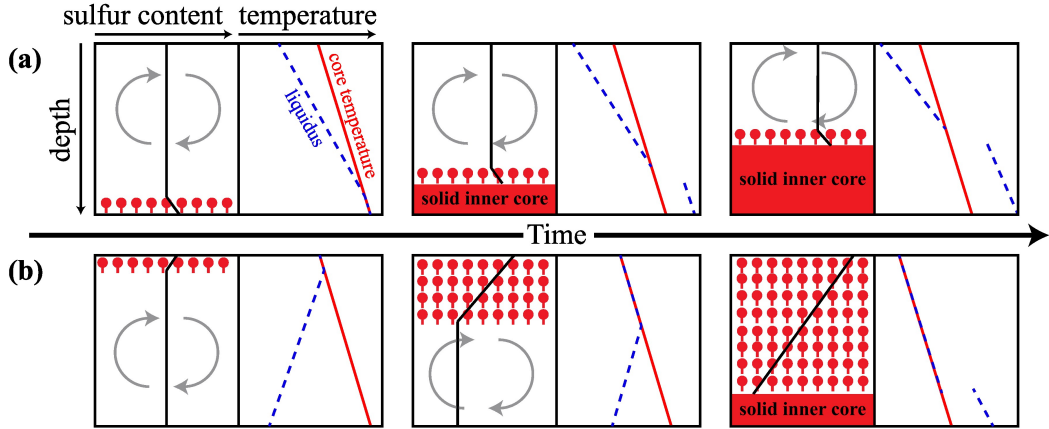 sulfur content
temperature
(a)
depth
liquidus
core temperature
solid inner core
solid inner core
Time
(b)
solid inner core